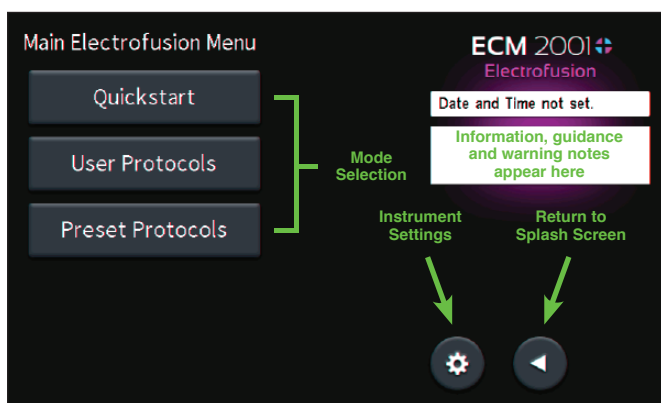 Main Electrofusion Menu
Quickstart
User Protocols
Preset Protocols
Mode
Selection
ECM 2001
Electrofusion
Date and Time not set.
Information, guidance
and warning notes
appear here
Instrument
Settings
Return to
Splash Screen